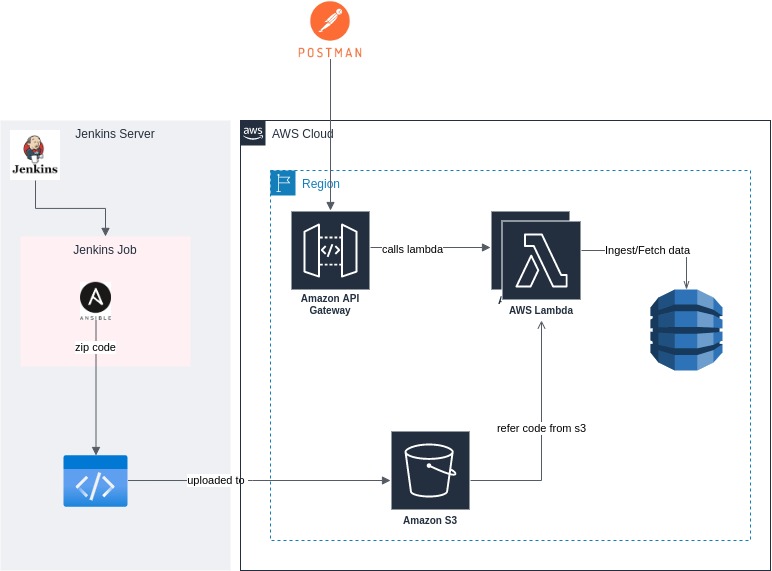 POSTMAN
Jenkins Server
aws
AWS Cloud
Jenkins
Region
Jenkins Job
calls lambda
Ingest/Fetch data
ANSIBLE
Amazon API
Gateway
A
AWS Lambda
zip code
refer code from s3
uploaded to
Amazon S3